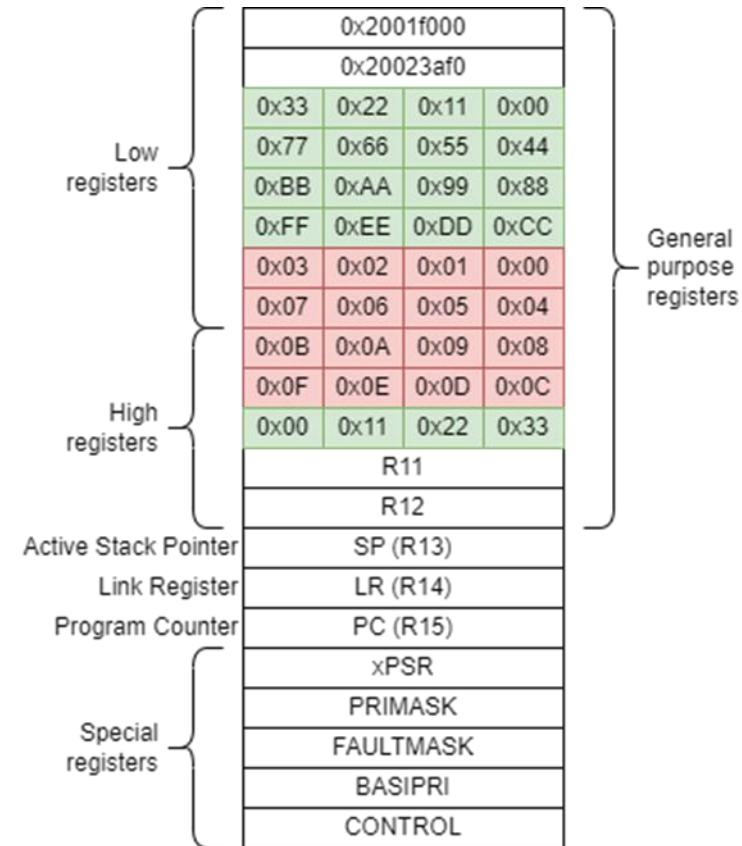 0x2001f000
0x20023af0
0x33 0x22 0x11 0x00
0x77 0x66 0x55 0x44
0xBB 0xAA 0x99 0x88
0xFF 0xEE 0xDD 0xCC
0x03 0x02 0x01 0x00
0x07 0x06 0x05 0x04
0x0B 0x0A 0x09 0x08
0x0F 0x0E 0x0D 0x0C
0x00 0x11 0x22 0x33
R11
R12
Low
registers
High
registers
General
purpose
registers
Active Stack Pointer SP (R13)
Link Register LR (R14)
Program Counter PC (R15)
xPSR
PRIMASK
FAULTMASK
BASIPRI
CONTROL
Special
registers